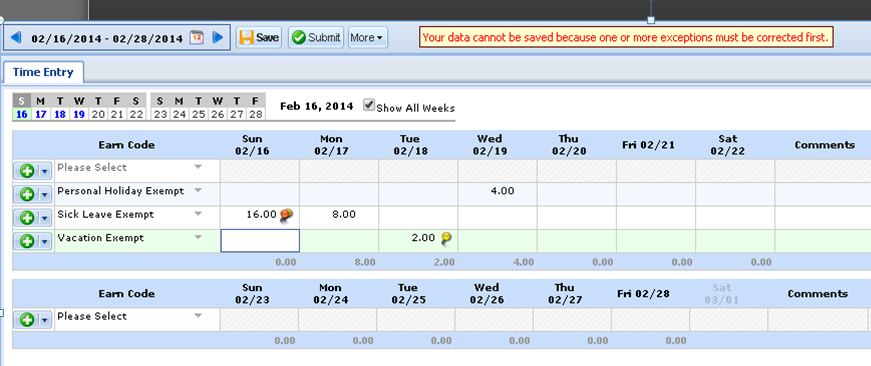 02/16/2014 - 02/28/2014 12 Save Submit More Your data cannot be saved because one or more exceptions must be corrected first.
Time Entry
S M T W T F S S M T W T F
16 17 18 19 20 21 22 23 24 25 26 27 28
Feb 16, 2014 Show All Weeks
Earn Code Sun 02/16 Mon 02/17 Tue 02/18 Wed 02/19 Thu 02/20 Fri 02/21 Sat 02/22 Comments
Please Select
Personal Holiday Exempt 4.00
Sick Leave Exempt 16.00 8.00
Vacation Exempt 2.00
0.00 8.00 2.00 4.00 0.00 0.00 0.00
Earn Code Sun 02/23 Mon 02/24 Tue 02/25 Wed 02/26 Thu 02/27 Fri 02/28 Sat 03/01 Comments
Please Select
0.00 0.00 0.00 0.00 0.00 0.00